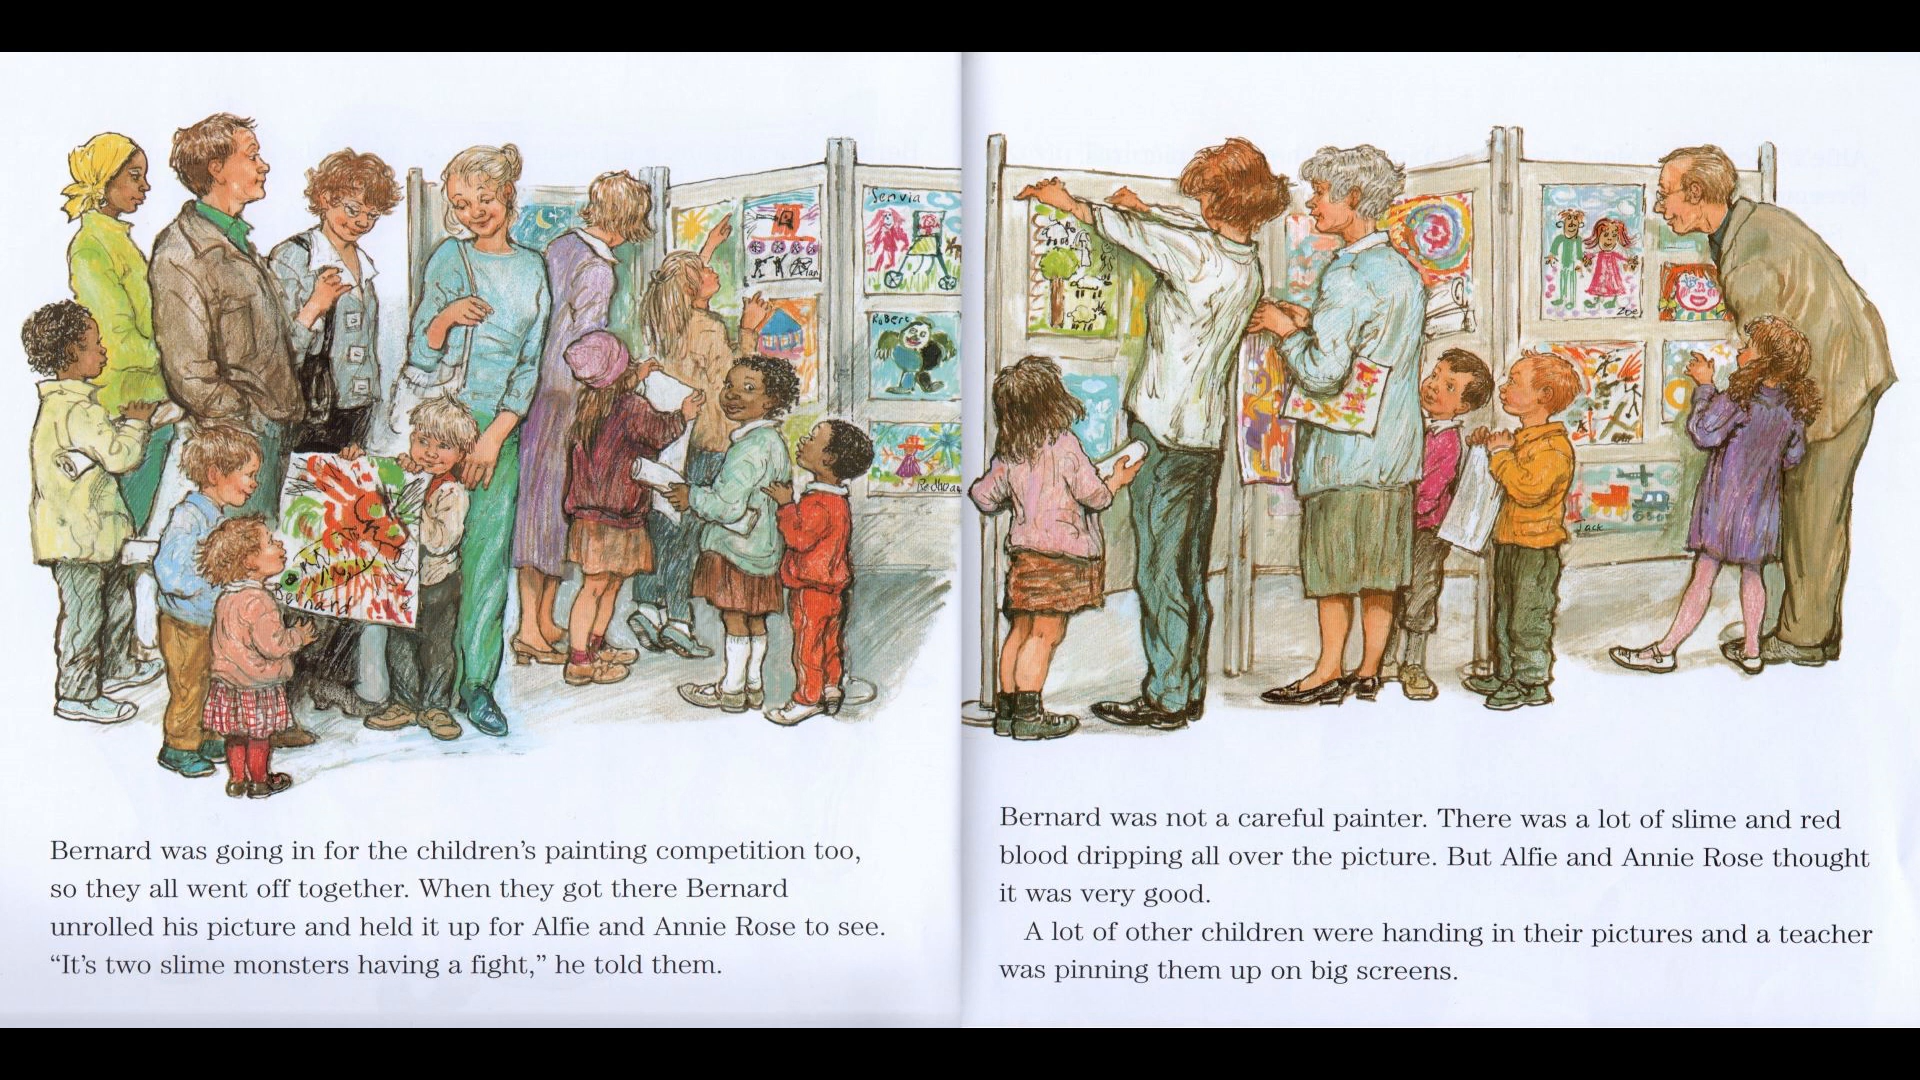 Servia
Robert
Bernard
Bernard was going in for the children's painting competition too,
so they all went off together. When they got there Bernard
unrolled his picture and held it up for Alfie and Annie Rose to see.
“It's two slime monsters having a fight,” he told them.
Zoe
Jack
Bernard was not a careful painter. There was a lot of slime and red
blood dripping all over the picture. But Alfie and Annie Rose thought
it was very good.
A lot of other children were handing in their pictures and a teacher
was pinning them up on big screens.